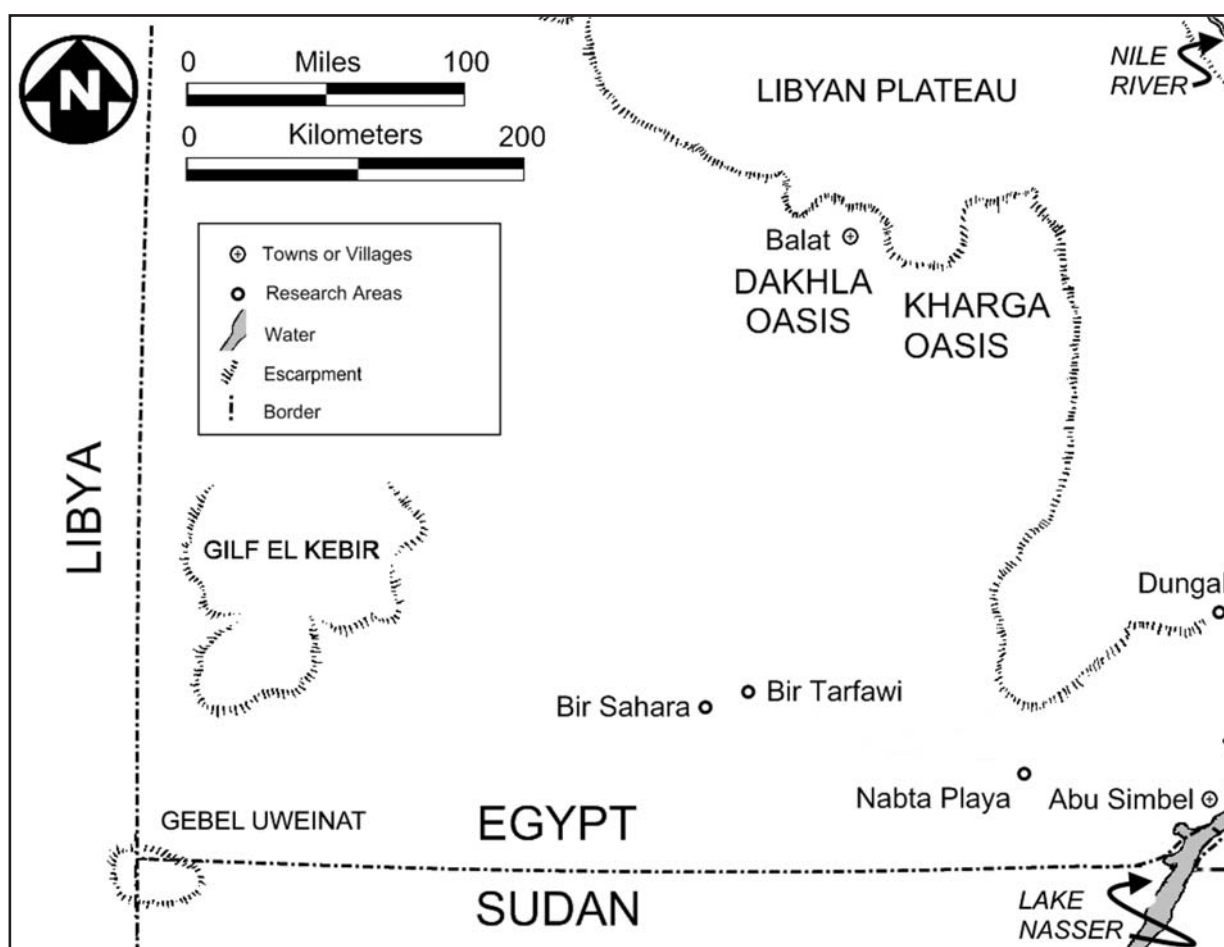 N
0 Miles 100
Kilometers
0 200
LIBYAN PLATEAU
NILE
RIVER
Towns or Villages
Research Areas
Water
Escarpment
Border
Balat
DAKHLA
OASIS
KHARGA
OASIS
LIBYA
GILF EL KEBIR
Dungal
Bir Sahara
Bir Tarfawi
Nabta Playa
Abu Simbel
GEBEL UWEINAT
EGYPT
SUDAN
LAKE
NASSER